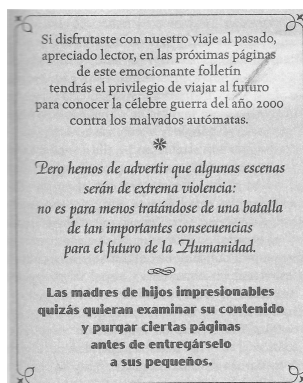 Si disfrutaste con nuestro viaje al pasado,
apreciado lector, en las próximas páginas
de este emocionante folletín
tendrás el privilegio de viajar al futuro
para conocer la célebre guerra del año 2000
contra los malvados autómatas.
Pero hemos de advertir que algunas escenas
serán de extrema violencia:
no es para menos tratándose de una batalla
de tan importantes consecuencias
para el futuro de la Humanidad.
Las madres de hijos impresionables
quizás quieran examinar su contenido
y purgar ciertas páginas
antes de entregárselo
a sus pequeños.